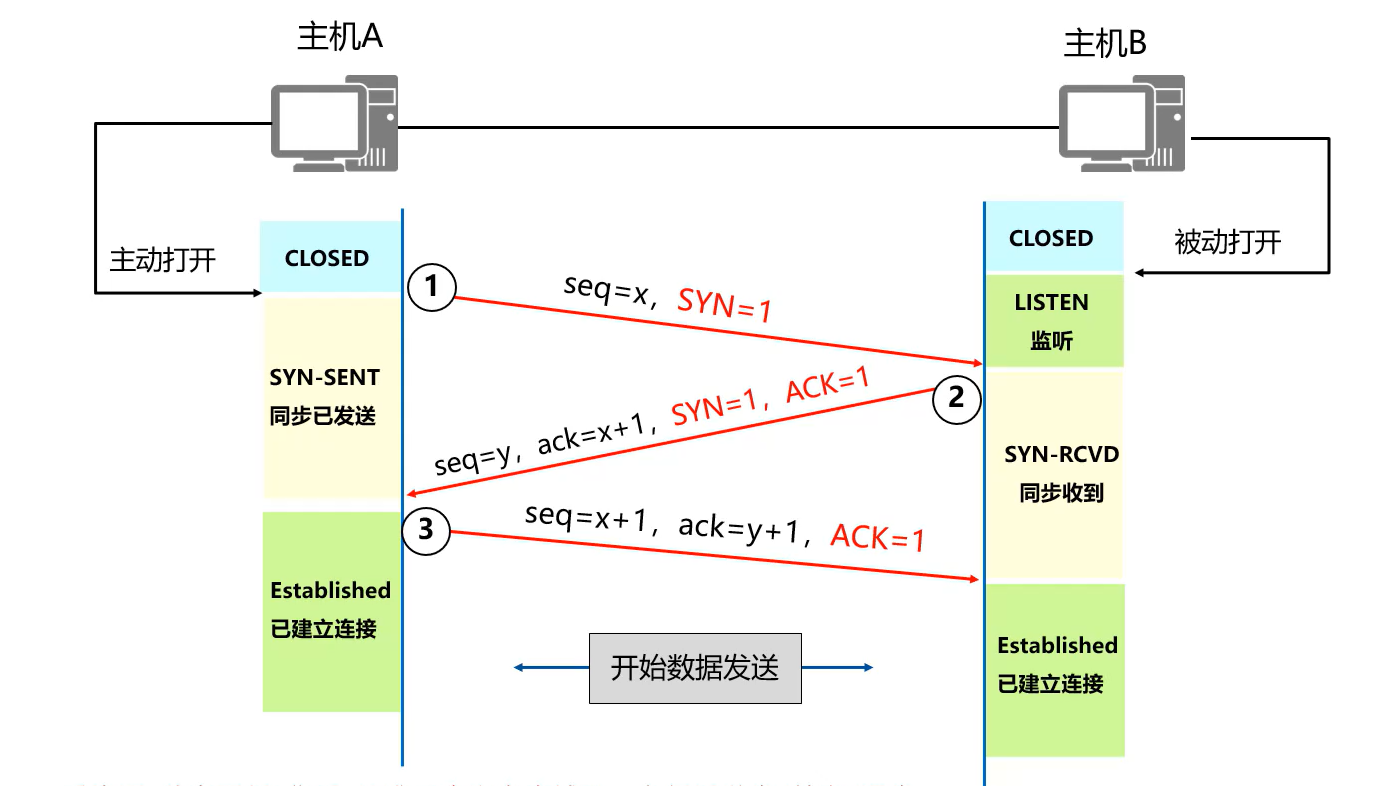 主机A
主机B
主动打开
被动打开
CLOSED
CLOSED
LISTEN
监听
①
seq=x，SYN=1
SYN-SENT
同步已发送
②
seq=y，ack=x+1，SYN=1，ACK=1
SYN-RCVD
同步收到
③
seq=x+1，ack=y+1，ACK=1
Established
已建立连接
Established
已建立连接
开始数据发送